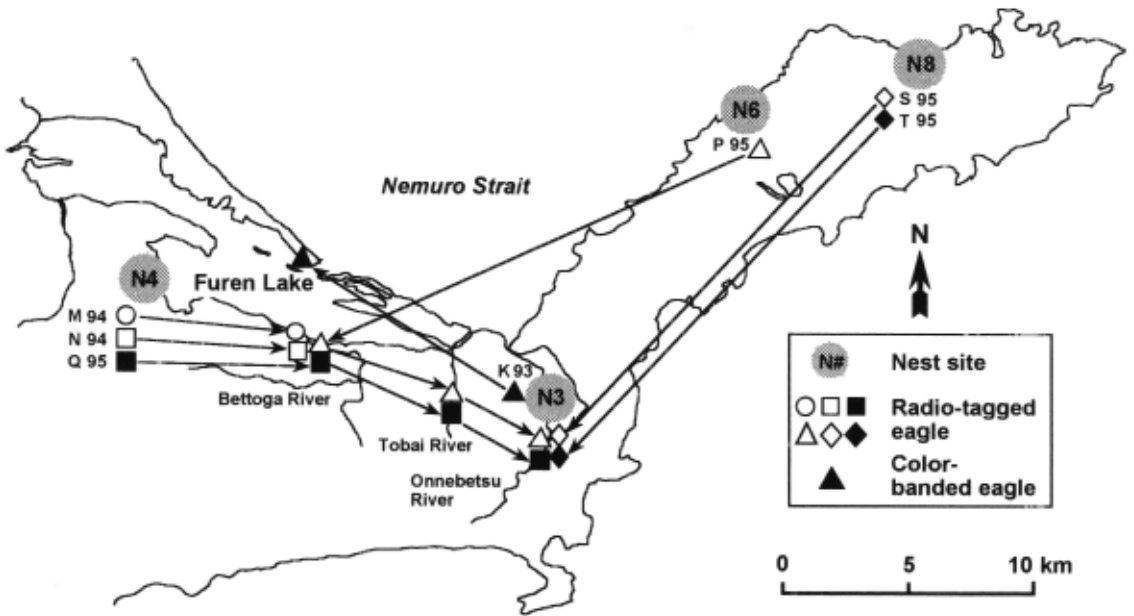 N8
S 95
T 95
N6
P 95
Nemuro Strait
N
N4
Furen Lake
M 94
N 94
Q 95
K 93
N3
Bettoga River
Tobai River
Onnebetsu
River
N#
Nest site
Radio-tagged
eagle
Color-
banded eagle
0 5 10 km